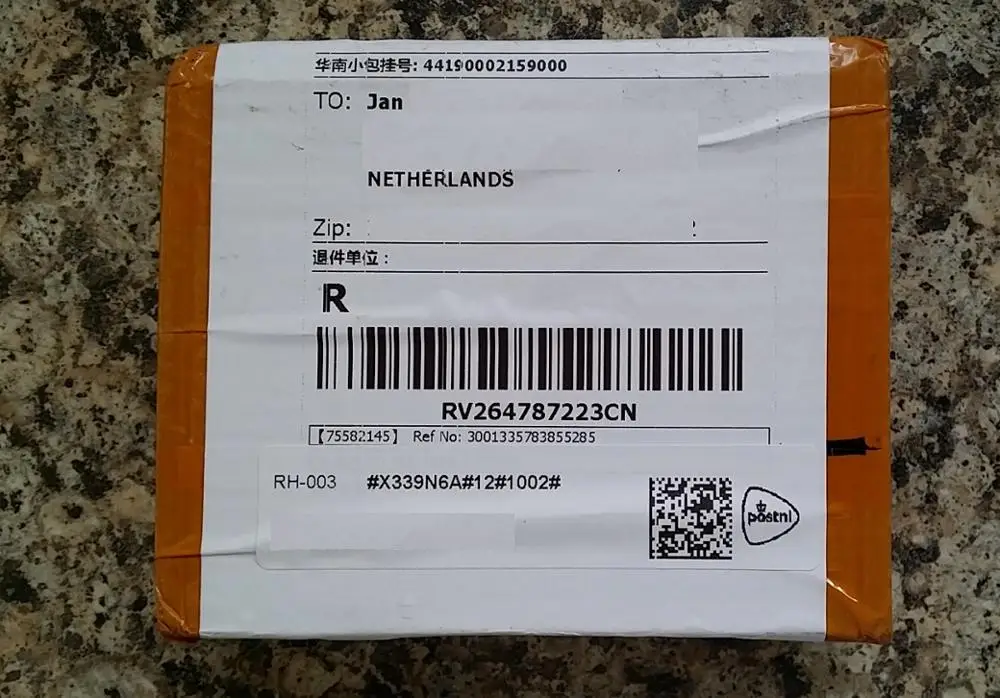 华南小包挂号: 44190002159000
TO: Jan
NETHERLANDS
Zip:
退件单位：
R
RV264787223CN
【75582145】 Ref No: 3001335783855285
RH-003 #X339N6A#12#1002#
postnl